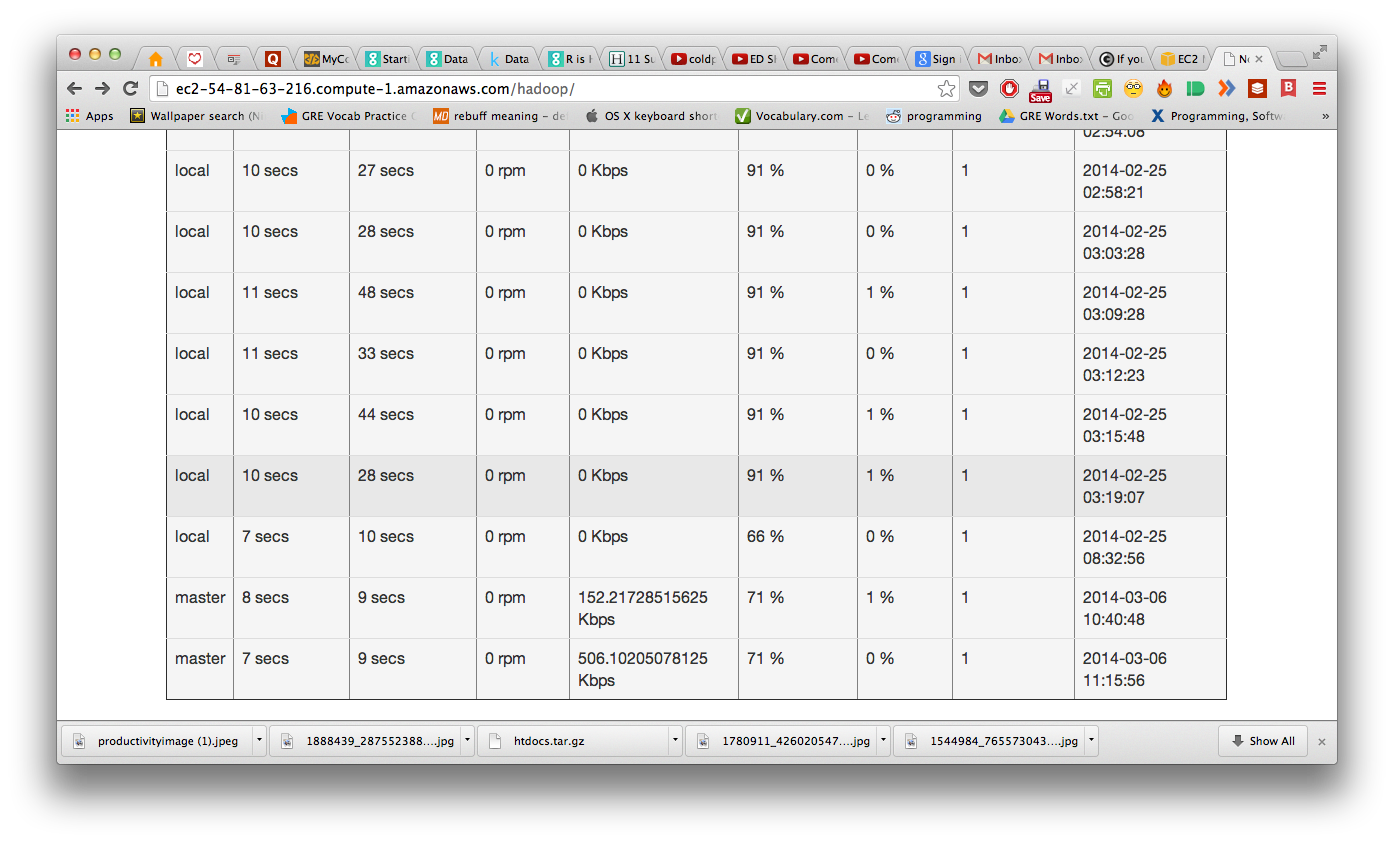 MyCo
Starti
Data
Data
R is H
11 Su
coldp
ED SH
Come
Come
Sign i
Inbox
Inbox
If you
EC2
Ne
ec2-54-81-63-216.compute-1.amazonaws.com/hadoop/
Save
Apps
Wallpaper search (N
GRE Vocab Practice
rebuff meaning – de
OS X keyboard short
Vocabulary.com – Le
programming
GRE Words.txt – Goo
Programming, Softw
»
02:54:08
local 10 secs 27 secs 0 rpm 0 Kbps 91 % 0 % 1 2014-02-25
02:58:21
local 10 secs 28 secs 0 rpm 0 Kbps 91 % 0 % 1 2014-02-25
03:03:28
local 11 secs 48 secs 0 rpm 0 Kbps 91 % 1 % 1 2014-02-25
03:09:28
local 11 secs 33 secs 0 rpm 0 Kbps 91 % 0 % 1 2014-02-25
03:12:23
local 10 secs 44 secs 0 rpm 0 Kbps 91 % 1 % 1 2014-02-25
03:15:48
local 10 secs 28 secs 0 rpm 0 Kbps 91 % 1 % 1 2014-02-25
03:19:07
local 7 secs 10 secs 0 rpm 0 Kbps 66 % 0 % 1 2014-02-25
08:32:56
master 8 secs 9 secs 0 rpm 152.21728515625 71 % 1 % 1 2014-03-06
Kbps 10:40:48
master 7 secs 9 secs 0 rpm 506.10205078125 71 % 0 % 1 2014-03-06
Kbps 11:15:56
productivityimage (1).jpeg
1888439_287552388....jpg
htdocs.tar.gz
1780911_426020547....jpg
1544984_765573043....jpg
Show All